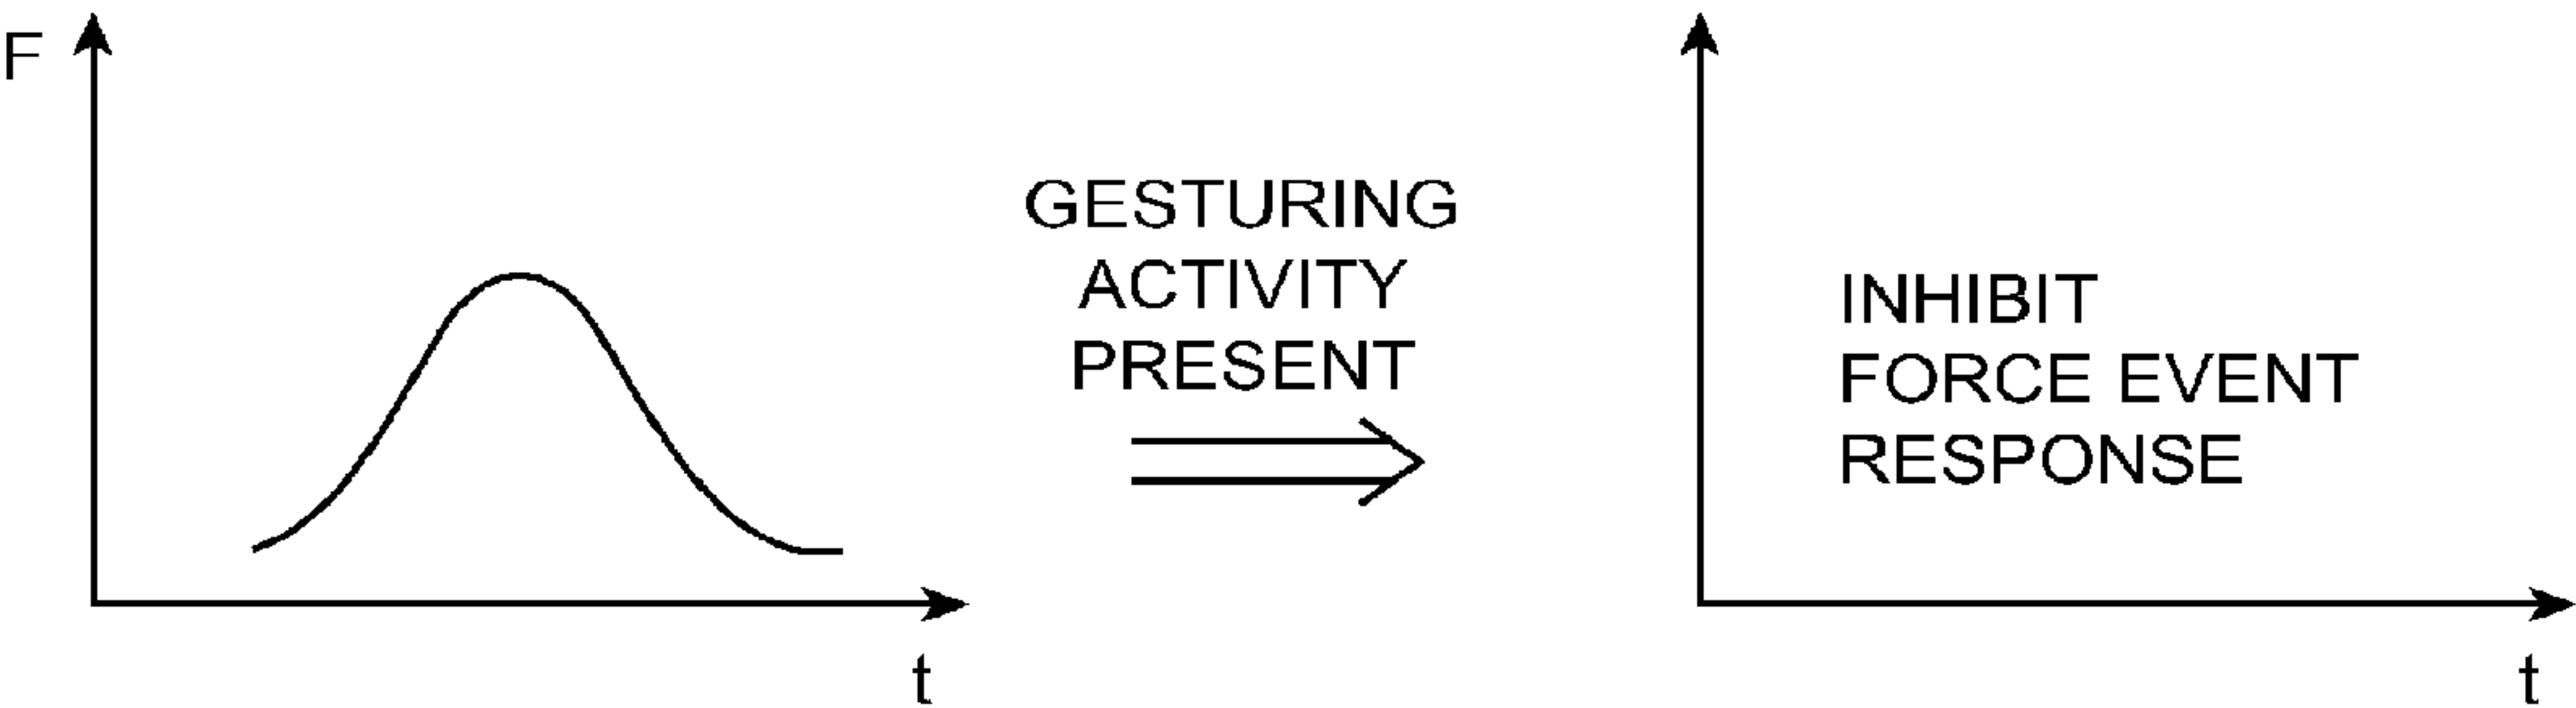 F
GESTURING
ACTIVITY
PRESENT
t
INHIBIT
FORCE EVENT
RESPONSE
t